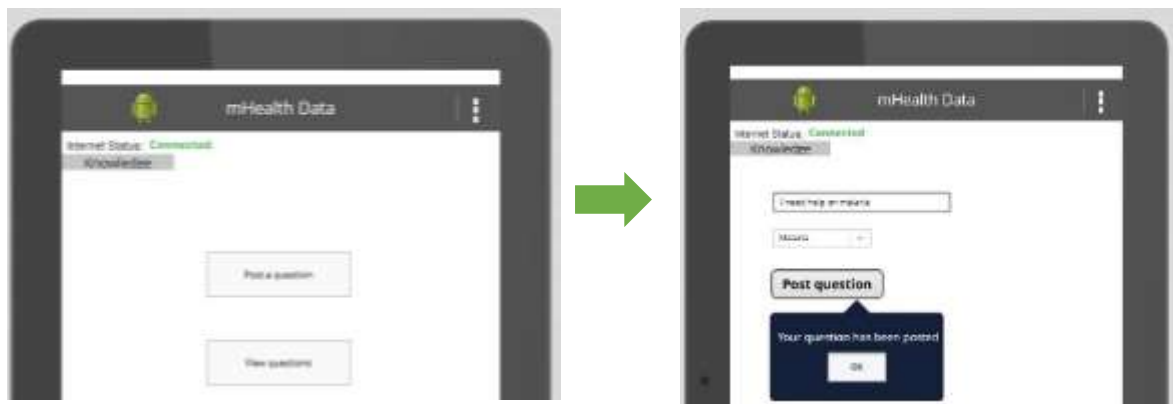 mHealth Data
Internet Status: Connected
Knowledge
Post a question
View questions
mHealth Data
Internet Status: Connected
Knowledge
I need help on malaria
Malaria
Post question
Your question has been posted
OK